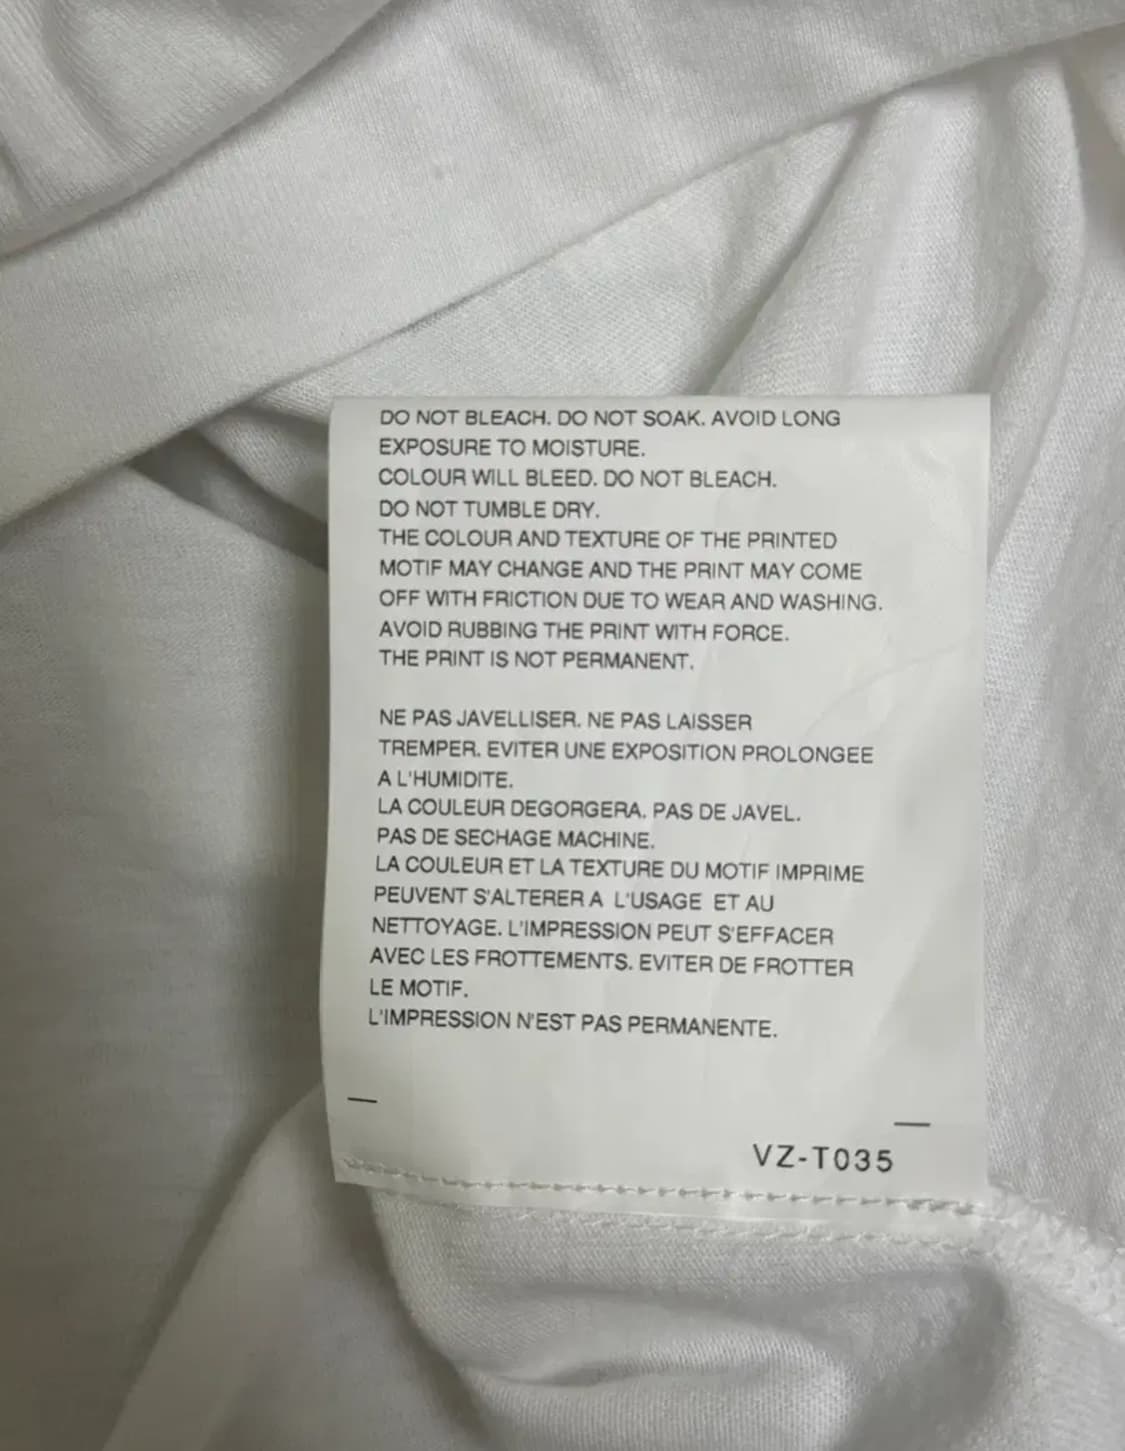 DO NOT BLEACH. DO NOT SOAK. AVOID LONG
EXPOSURE TO MOISTURE.
COLOUR WILL BLEED. DO NOT BLEACH.
DO NOT TUMBLE DRY.
THE COLOUR AND TEXTURE OF THE PRINTED
MOTIF MAY CHANGE AND THE PRINT MAY COME
OFF WITH FRICTION DUE TO WEAR AND WASHING.
AVOID RUBBING THE PRINT WITH FORCE.
THE PRINT IS NOT PERMANENT.
NE PAS JAVELLISER. NE PAS LAISSER
TREMPER. EVITER UNE EXPOSITION PROLONGEE
A L'HUMIDITE.
LA COULEUR DEGORGERA. PAS DE JAVEL.
PAS DE SECHAGE MACHINE.
LA COULEUR ET LA TEXTURE DU MOTIF IMPRIME
PEUVENT S'ALTERER A L'USAGE ET AU
NETTOYAGE. L'IMPRESSION PEUT S'EFFACER
AVEC LES FROTTEMENTS. EVITER DE FROTTER
LE MOTIF.
L'IMPRESSION N'EST PAS PERMANENTE.
VZ-T035